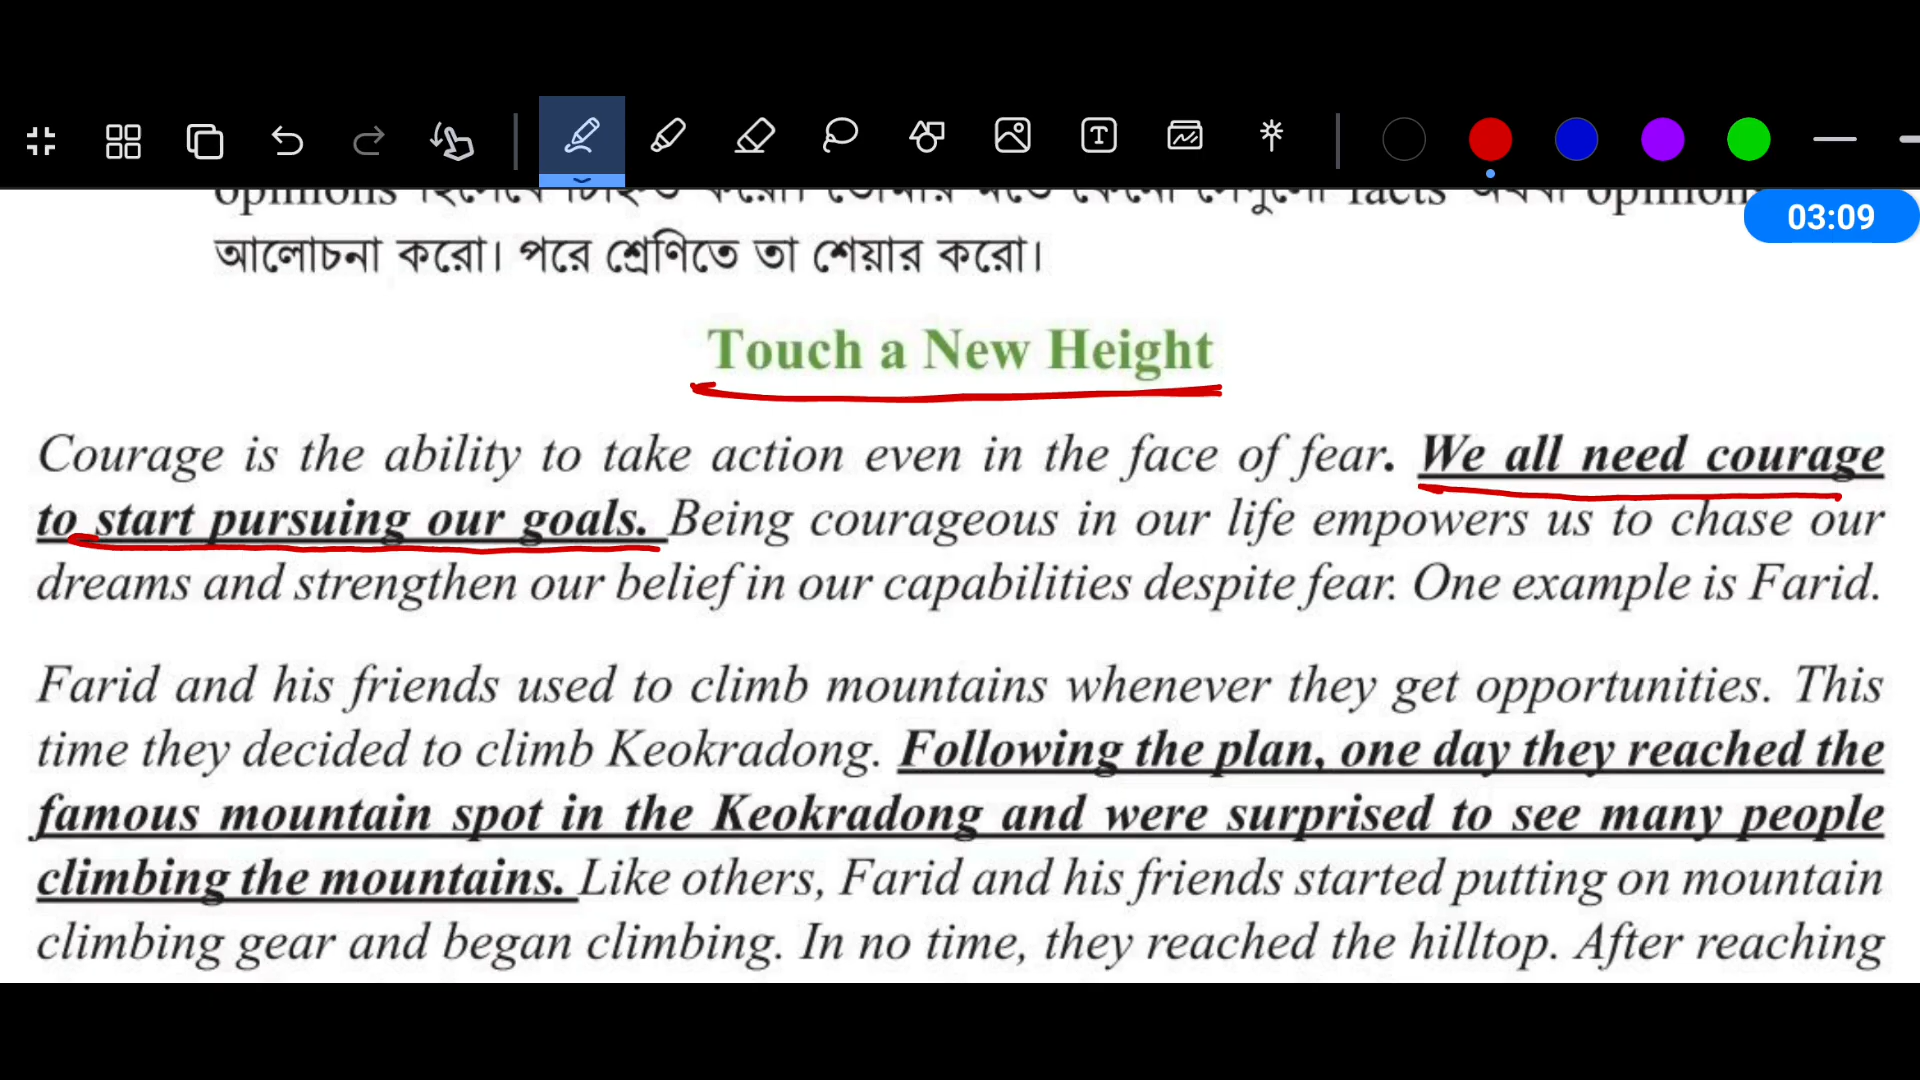 opinions হিসেবে চিহ্নিত করো। তোমার মতে কেনো সেগুলো facts অথবা opinion
03:09
আলোচনা করো। পরে শ্রেণিতে তা শেয়ার করো।
Touch a New Height
Courage is the ability to take action even in the face of fear. We all need courage
to start pursuing our goals. Being courageous in our life empowers us to chase our
dreams and strengthen our belief in our capabilities despite fear. One example is Farid.
Farid and his friends used to climb mountains whenever they get opportunities. This
time they decided to climb Keokradong. Following the plan, one day they reached the
famous mountain spot in the Keokradong and were surprised to see many people
climbing the mountains. Like others, Farid and his friends started putting on mountain
climbing gear and began climbing. In no time, they reached the hilltop. After reaching